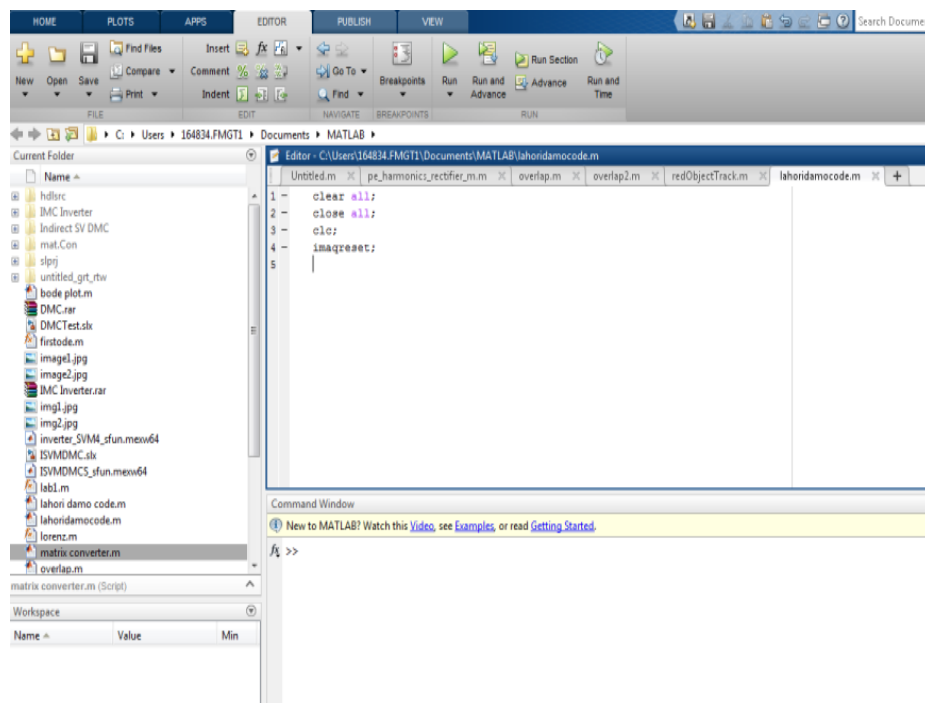 HOME PLOTS APPS EDITOR PUBLISH VIEW Search Docume
Find Files Insert fx
Compare Comment Go To Run Section
New Open Save Breakpoints Run Run and Advance Run and
Print Indent Find Advance Time
FILE EDIT NAVIGATE BREAKPOINTS RUN
C: Users 164834.FMGT1 Documents MATLAB
Current Folder
Name
hdlsrc
IMC Inverter
Indirect SV DMC
mat.Con
slprj
untitled_grt_rtw
bode plot.m
DMC.rar
DMCTest.slx
firstode.m
image1.jpg
image2.jpg
IMC Inverter.rar
img1.jpg
img2.jpg
inverter_SVM4_sfun.mexw64
ISVMDMC.slx
ISVMDMCS_sfun.mexw64
lab1.m
lahori damo code.m
lahoridamocode.m
lorenz.m
matrix converter.m
overlap.m
matrix converter.m (Script)
Workspace
Name Value Min
Editor - C:\Users\164834.FMGT1\Documents\MATLAB\lahoridamocode.m
Untitled.m pe_harmonics_rectifier_m.m overlap.m overlap2.m redObjectTrack.m lahoridamocode.m +
1 - clear all;
2 - close all;
3 - clc;
4 - imaqreset;
5
Command Window
New to MATLAB? Watch this Video, see Examples, or read Getting Started.
fx >>